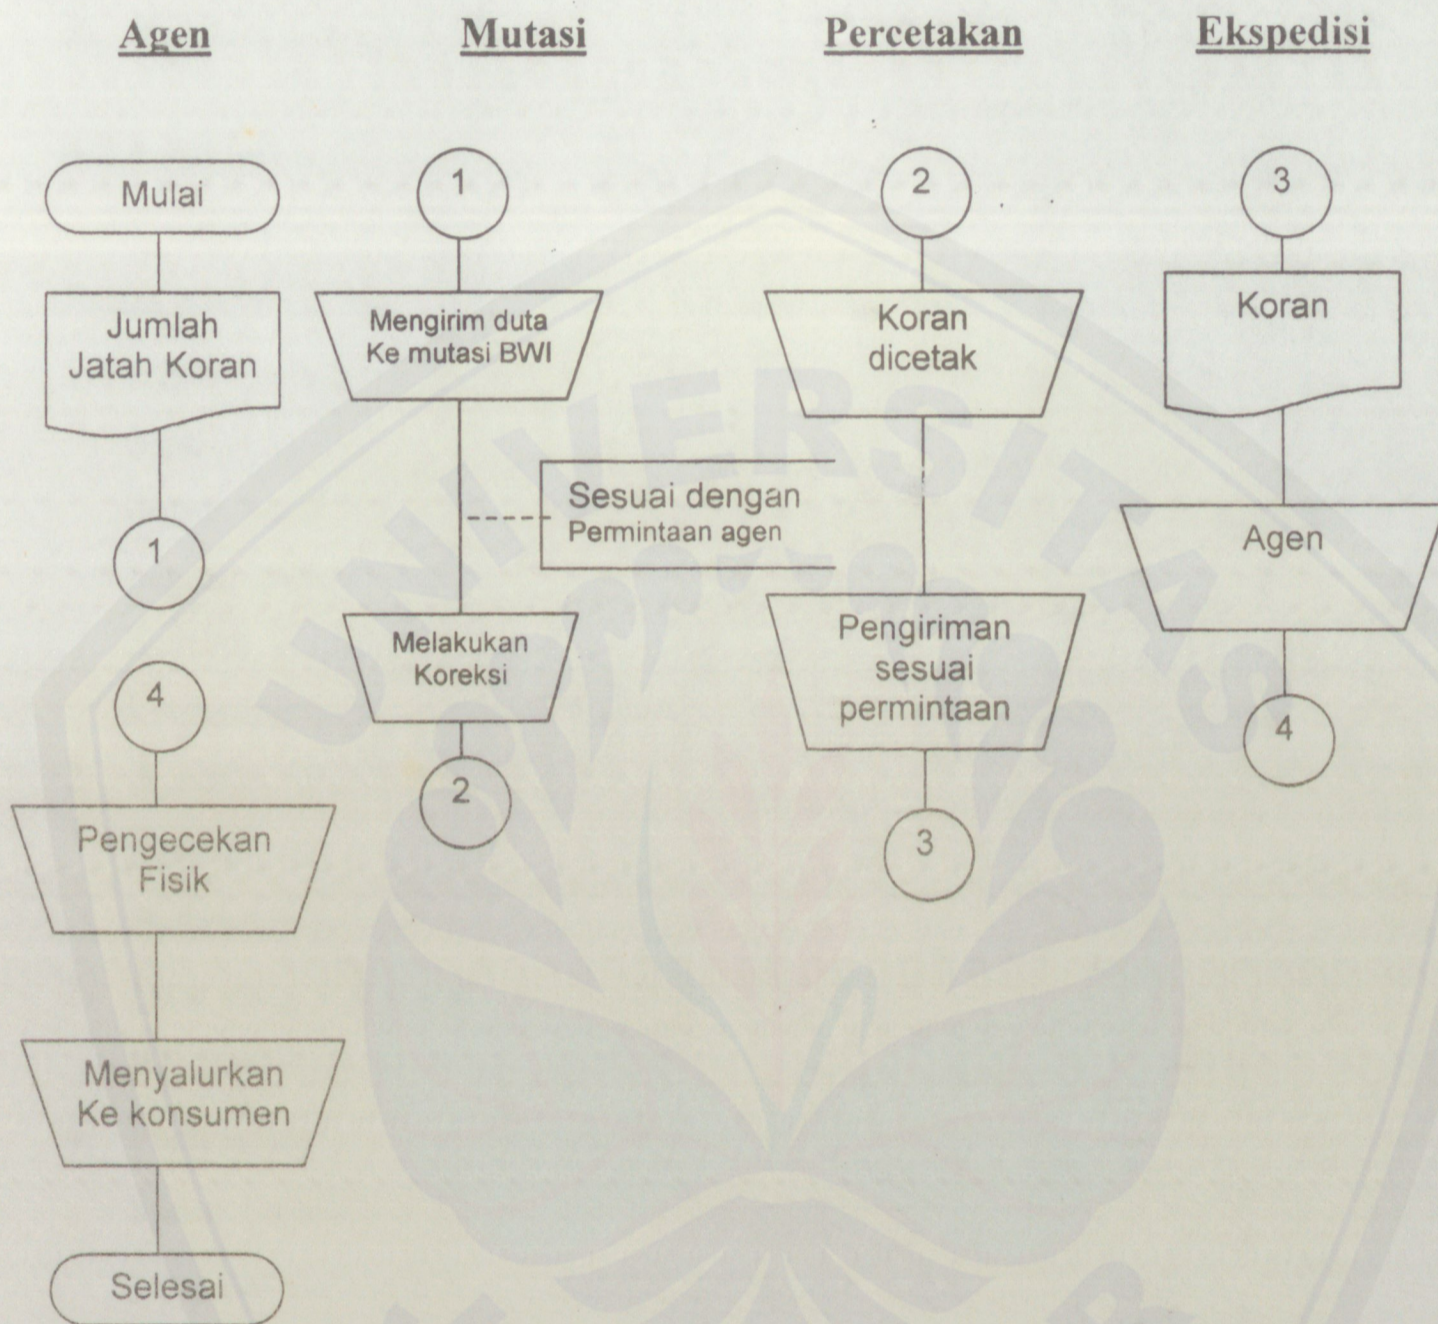 Agen
Mutasi
Percetakan
Ekspedisi
Mulai
Jumlah
Jatah Koran
1
4
Pengecekan
Fisik
Menyalurkan
Ke konsumen
Selesai
1
Mengirim duta
Ke mutasi BWI
Sesuai dengan
Permintaan agen
Melakukan
Koreksi
2
2
Koran
dicetak
Pengiriman
sesuai
permintaan
3
3
Koran
Agen
4
UNIVERSITAS